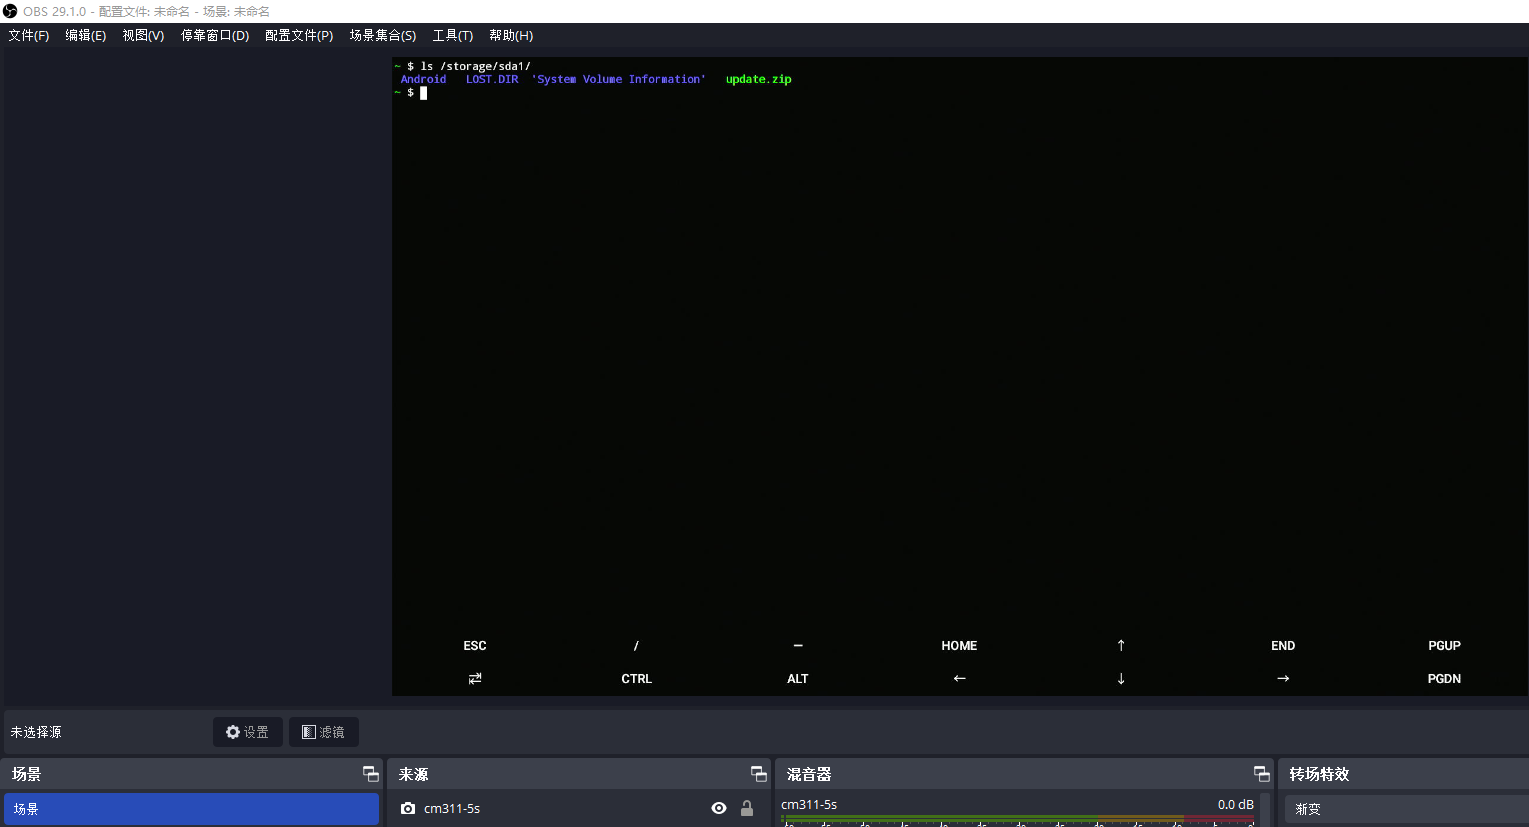 OBS 29.1.0 - 配置文件: 未命名 - 场景: 未命名
文件(F) 编辑(E) 视图(V) 停靠窗口(D) 配置文件(P) 场景集合(S) 工具(T) 帮助(H)
~ $ ls /storage/sda1/
Android LOST.DIR 'System Volume Information' update.zip
~ $
ESC / — HOME ↑ END PGUP
⇄ CTRL ALT ← ↓ → PGDN
未选择源 设置 滤镜
场景 来源 混音器 转场特效
场景 cm311-5s cm311-5s 0.0 dB 渐变